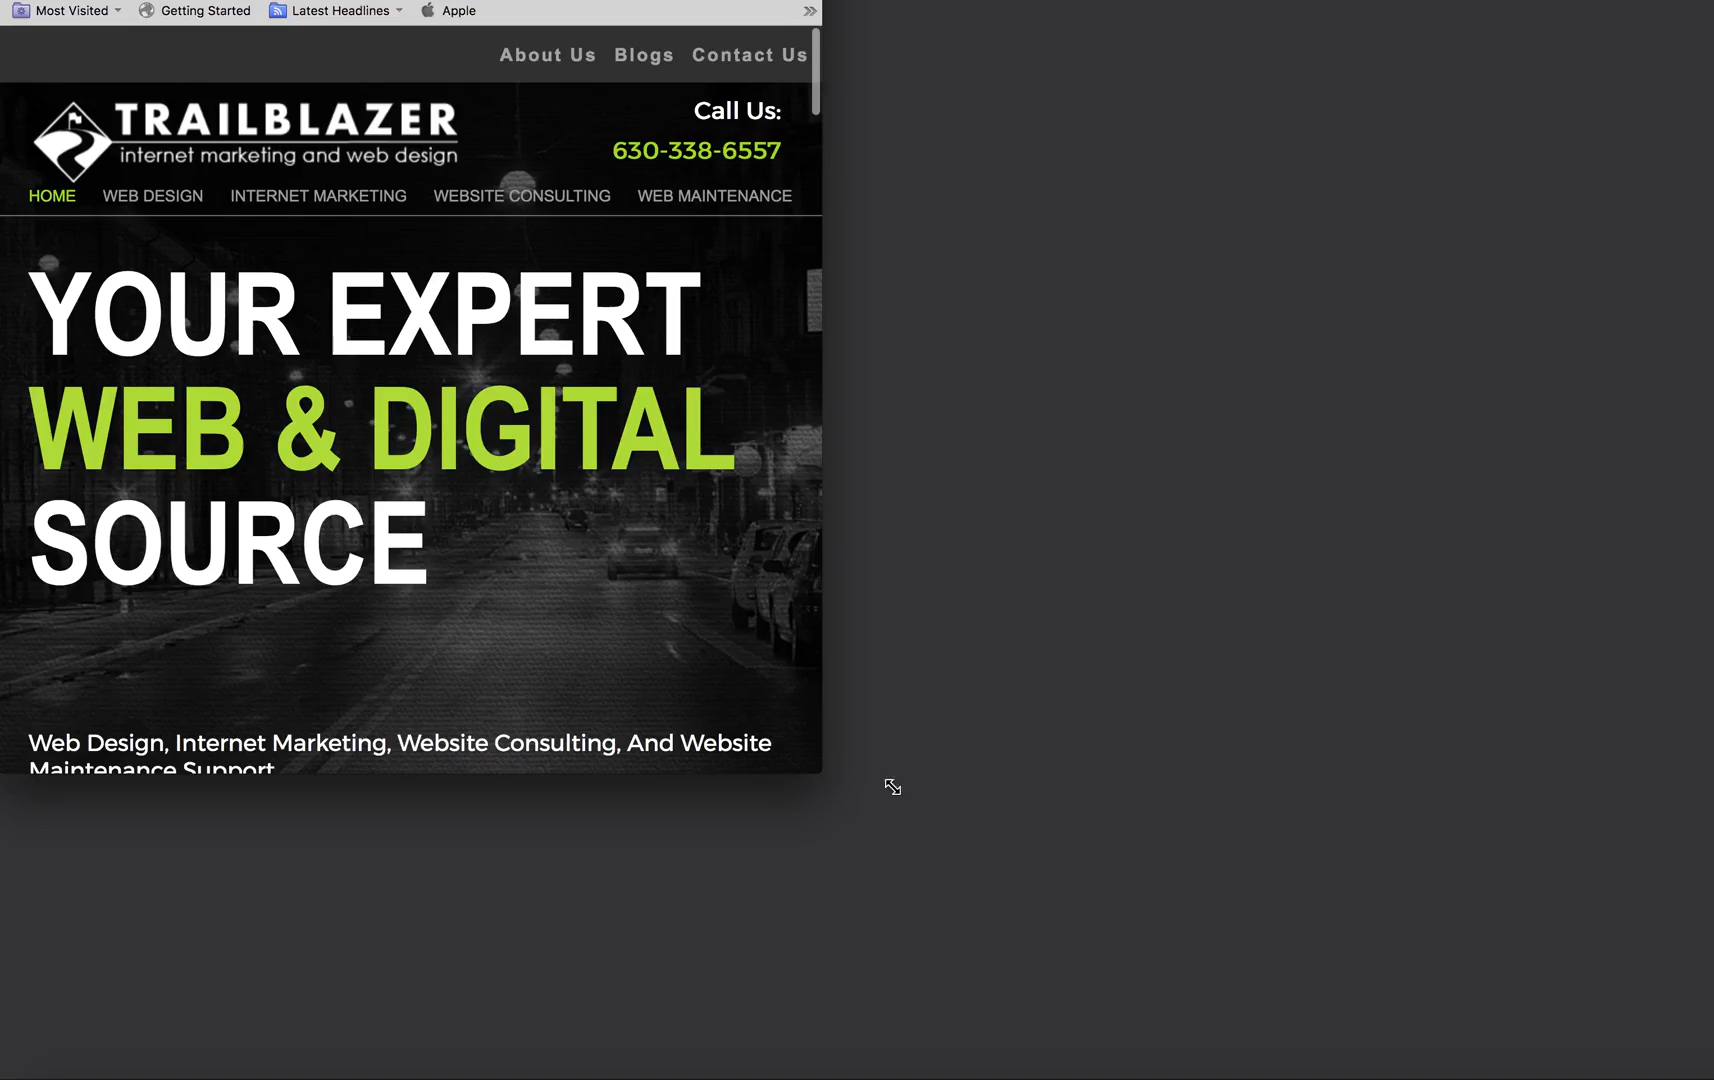 Most Visited Getting Started Latest Headlines Apple
About Us Blogs Contact Us
TRAILBLAZER
internet marketing and web design
Call Us:
630-338-6557
HOME WEB DESIGN INTERNET MARKETING WEBSITE CONSULTING WEB MAINTENANCE
YOUR EXPERT
WEB & DIGITAL
SOURCE
Web Design, Internet Marketing, Website Consulting, And Website
Maintenance Support